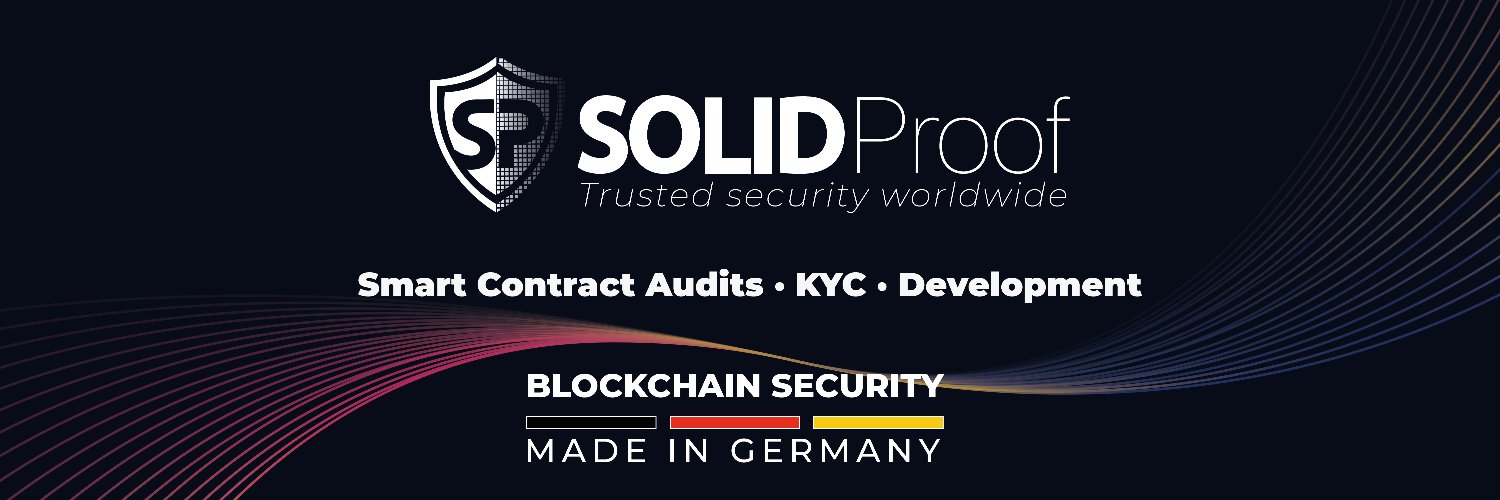 SP
SOLIDProof
Trusted security worldwide
Smart Contract Audits • KYC • Development
BLOCKCHAIN SECURITY
MADE IN GERMANY